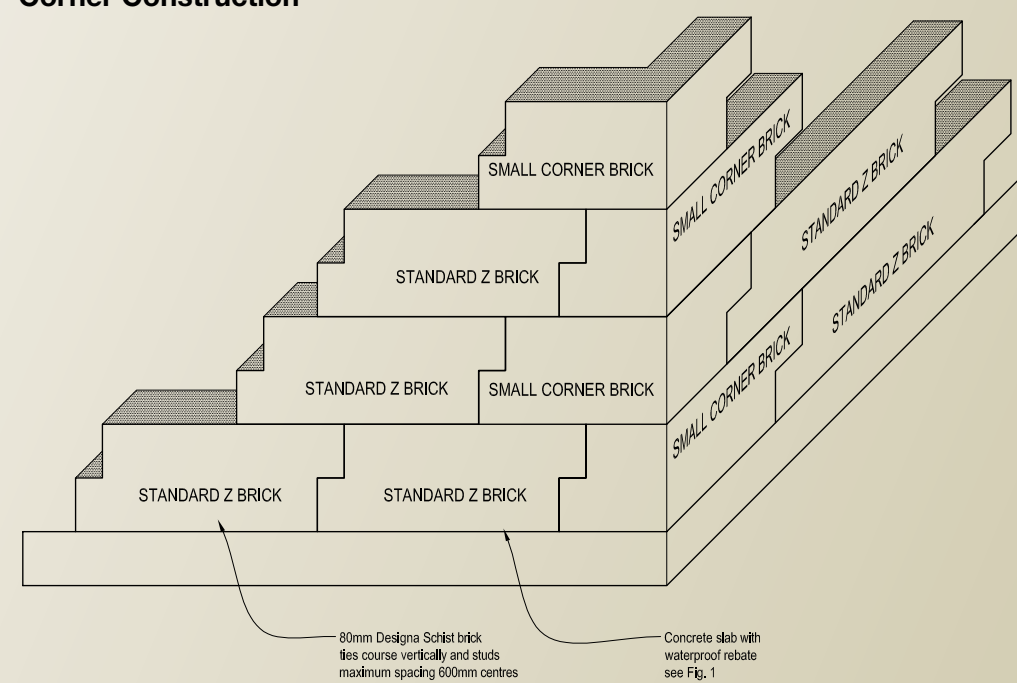 Corner Construction
SMALL CORNER BRICK
SMALL CORNER BRICK
STANDARD Z BRICK
STANDARD Z BRICK
STANDARD Z BRICK
STANDARD Z BRICK
SMALL CORNER BRICK
SMALL CORNER BRICK
STANDARD Z BRICK
STANDARD Z BRICK
80mm Designa Schist brick
ties course vertically and studs
maximum spacing 600mm centres
Concrete slab with
waterproof rebate
see Fig. 1